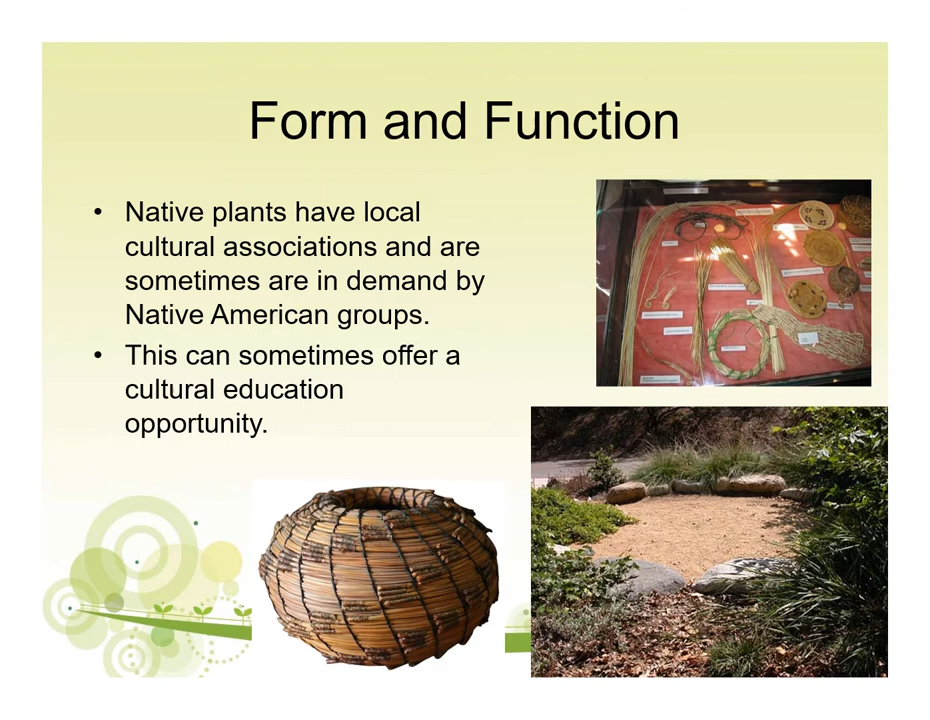 Form and Function
• Native plants have local
cultural associations and are
sometimes are in demand by
Native American groups.
• This can sometimes offer a
cultural education
opportunity.